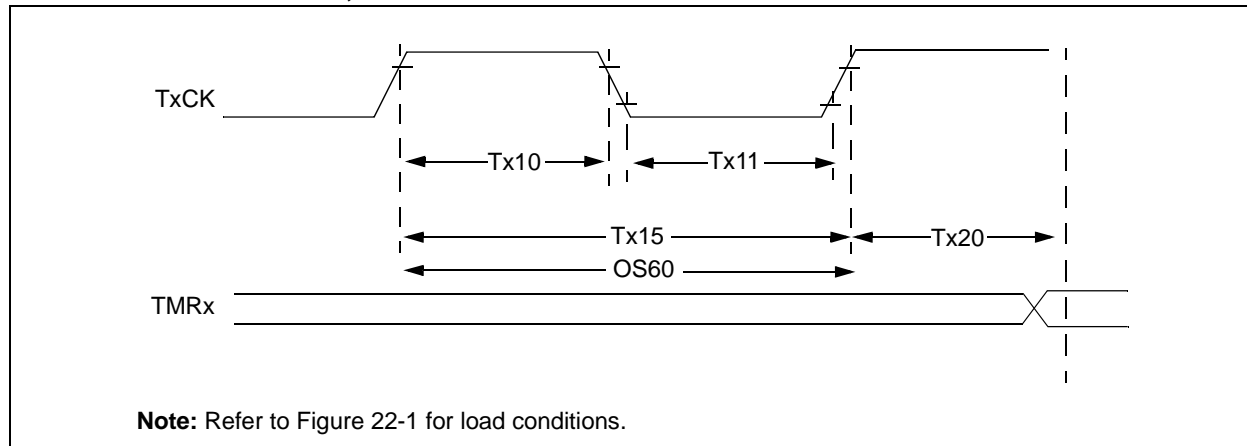 TxCK
Tx10
Tx11
Tx15
Tx20
OS60
TMRx
Note: Refer to Figure 22-1 for load conditions.